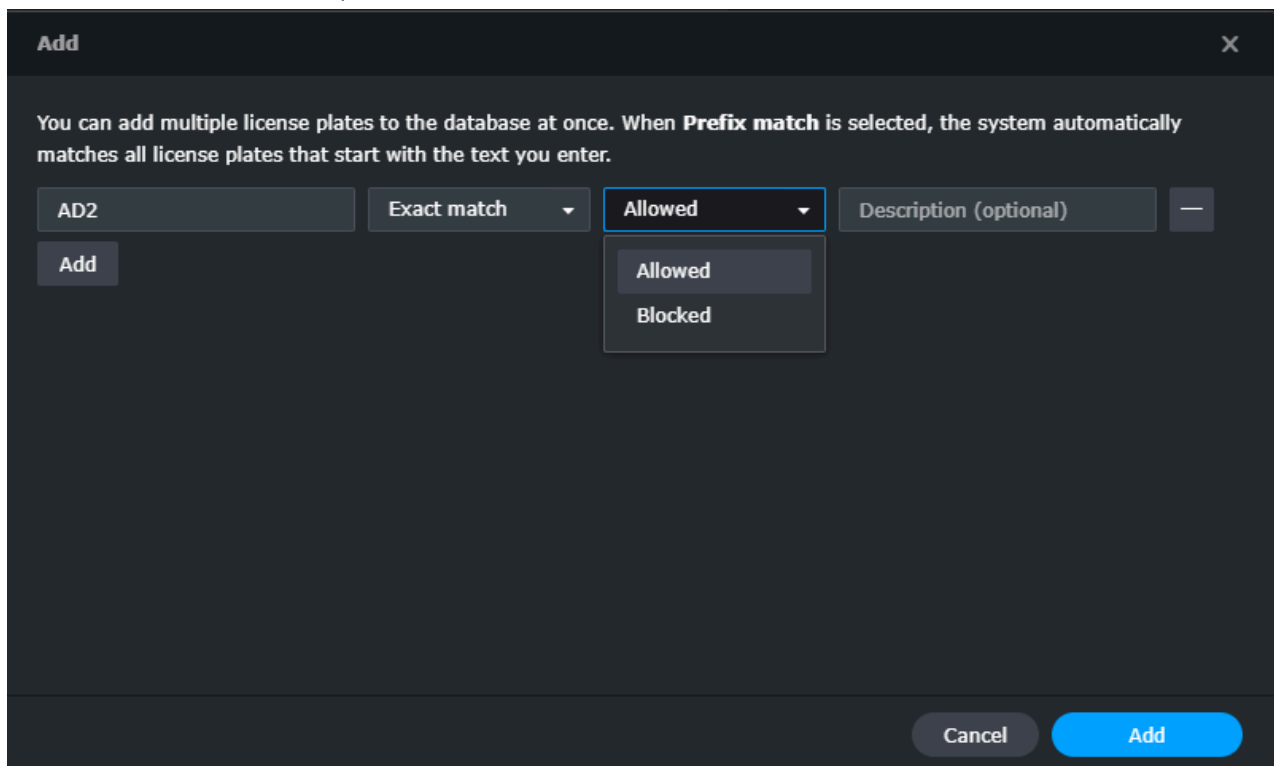 Add
You can add multiple license plates to the database at once. When Prefix match is selected, the system automatically
matches all license plates that start with the text you enter.
AD2 Exact match Allowed Description (optional)
Add
Allowed
Blocked
Cancel Add